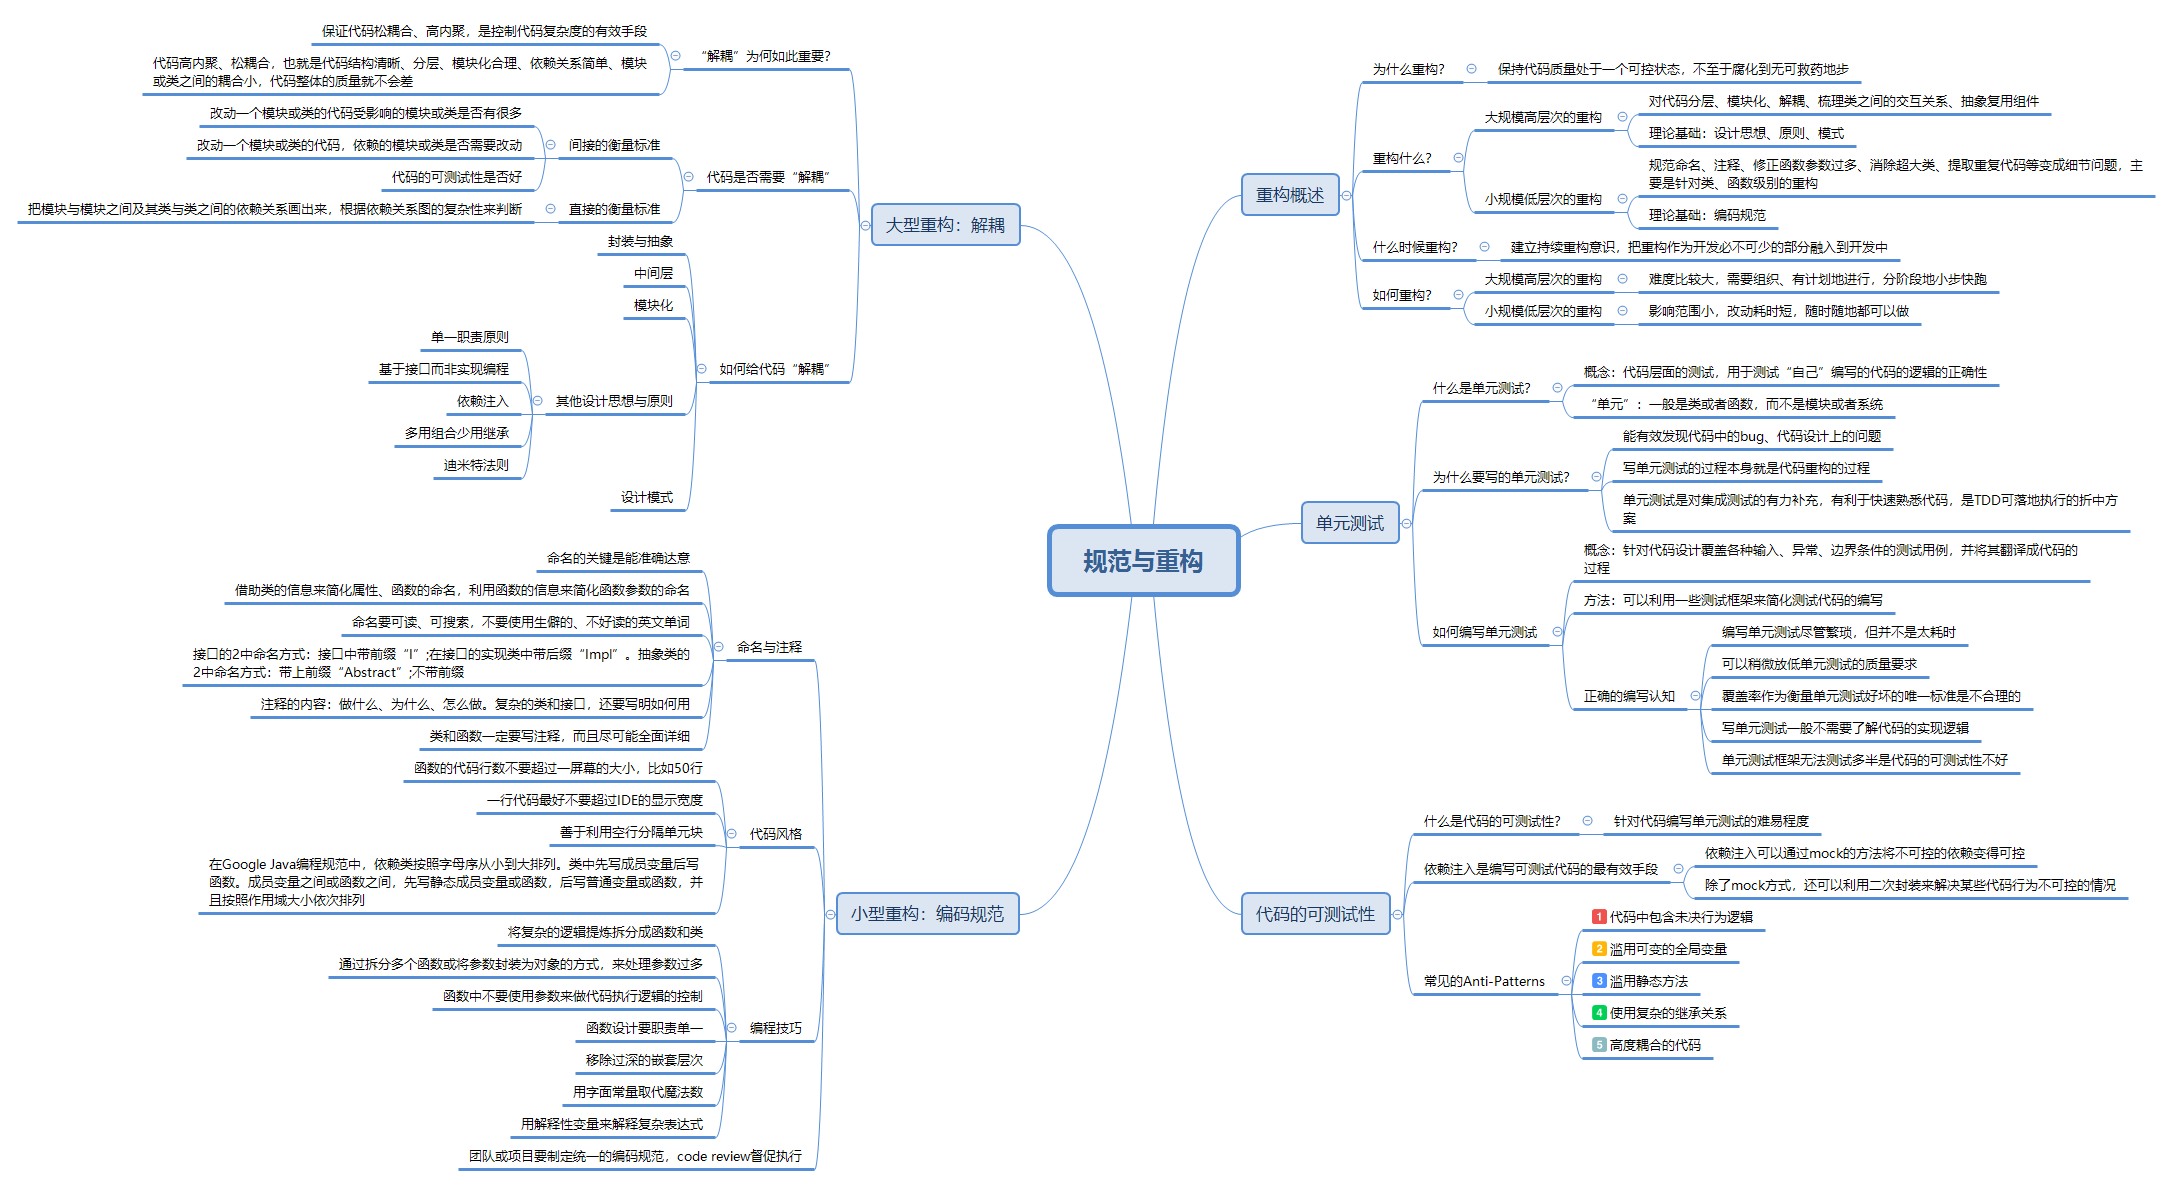 规范与重构
重构概述
为什么重构？
保持代码质量处于一个可控状态，不至于腐化到无可救药地步
重构什么？
大规模高层次的重构
对代码分层、模块化、解耦、梳理类之间的交互关系、抽象复用组件
理论基础：设计思想、原则、模式
小规模低层次的重构
规范命名、注释、修正函数参数过多、消除超大类、提取重复代码等变成细节问题，主
要是针对类、函数级别的重构
理论基础：编码规范
什么时候重构？
建立持续重构意识，把重构作为开发必不可少的部分融入到开发中
如何重构？
大规模高层次的重构
难度比较大，需要组织、有计划地进行，分阶段地小步快跑
小规模低层次的重构
影响范围小，改动耗时短，随时随地都可以做
单元测试
什么是单元测试？
概念：代码层面的测试，用于测试“自己”编写的代码的逻辑的正确性
“单元”：一般是类或者函数，而不是模块或者系统
为什么要写的单元测试？
能有效发现代码中的bug、代码设计上的问题
写单元测试的过程本身就是代码重构的过程
单元测试是对集成测试的有力补充，有利于快速熟悉代码，是TDD可落地执行的折中方
案
如何编写单元测试
概念：针对代码设计覆盖各种输入、异常、边界条件的测试用例，并将其翻译成代码的
过程
方法：可以利用一些测试框架来简化测试代码的编写
正确的编写认知
编写单元测试尽管繁琐，但并不是太耗时
可以稍微放低单元测试的质量要求
覆盖率作为衡量单元测试好坏的唯一标准是不合理的
写单元测试一般不需要了解代码的实现逻辑
单元测试框架无法测试多半是代码的可测试性不好
代码的可测试性
什么是代码的可测试性？
针对代码编写单元测试的难易程度
依赖注入是编写可测试代码的最有效手段
依赖注入可以通过mock的方法将不可控的依赖变得可控
除了mock方式，还可以利用二次封装来解决某些代码行为不可控的情况
常见的Anti-Patterns
1 代码中包含未决行为逻辑
2 滥用可变的全局变量
3 滥用静态方法
4 使用复杂的继承关系
5 高度耦合的代码
大型重构：解耦
“解耦”为何如此重要？
保证代码松耦合、高内聚，是控制代码复杂度的有效手段
代码高内聚、松耦合，也就是代码结构清晰、分层、模块化合理、依赖关系简单、模块
或类之间的耦合小，代码整体的质量就不会差
代码是否需要“解耦”
间接的衡量标准
改动一个模块或类的代码受影响的模块或类是否有很多
改动一个模块或类的代码，依赖的模块或类是否需要改动
代码的可测试性是否好
直接的衡量标准
把模块与模块之间及其类与类之间的依赖关系画出来，根据依赖关系图的复杂性来判断
如何给代码“解耦”
封装与抽象
中间层
模块化
其他设计思想与原则
单一职责原则
基于接口而非实现编程
依赖注入
多用组合少用继承
迪米特法则
设计模式
小型重构：编码规范
命名与注释
命名的关键是能准确达意
借助类的信息来简化属性、函数的命名，利用函数的信息来简化函数参数的命名
命名要可读、可搜索，不要使用生僻的、不好读的英文单词
接口的2中命名方式：接口中带前缀“I”;在接口的实现类中带后缀“Impl”。抽象类的
2中命名方式：带上前缀“Abstract”;不带前缀
注释的内容：做什么、为什么、怎么做。复杂的类和接口，还要写明如何用
类和函数一定要写注释，而且尽可能全面详细
代码风格
函数的代码行数不要超过一屏幕的大小，比如50行
一行代码最好不要超过IDE的显示宽度
善于利用空行分隔单元块
在Google Java编程规范中，依赖类按照字母序从小到大排列。类中先写成员变量后写
函数。成员变量之间或函数之间，先写静态成员变量或函数，后写普通变量或函数，并
且按照作用域大小依次排列
编程技巧
将复杂的逻辑提炼拆分成函数和类
通过拆分多个函数或将参数封装为对象的方式，来处理参数过多
函数中不要使用参数来做代码执行逻辑的控制
函数设计要职责单一
移除过深的嵌套层次
用字面常量取代魔法数
用解释性变量来解释复杂表达式
团队或项目要制定统一的编码规范，code review督促执行